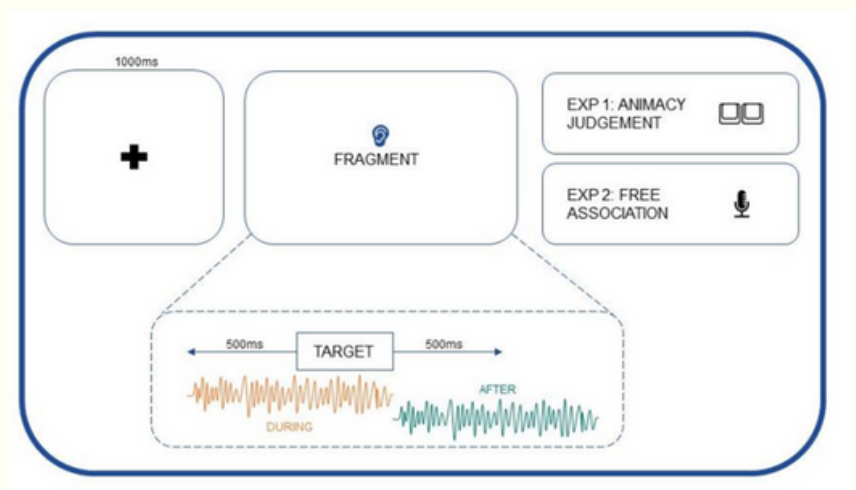 1000ms
FRAGMENT
EXP 1: ANIMACY
JUDGEMENT
EXP 2: FREE
ASSOCIATION
500ms
TARGET
500ms
AFTER
DURING